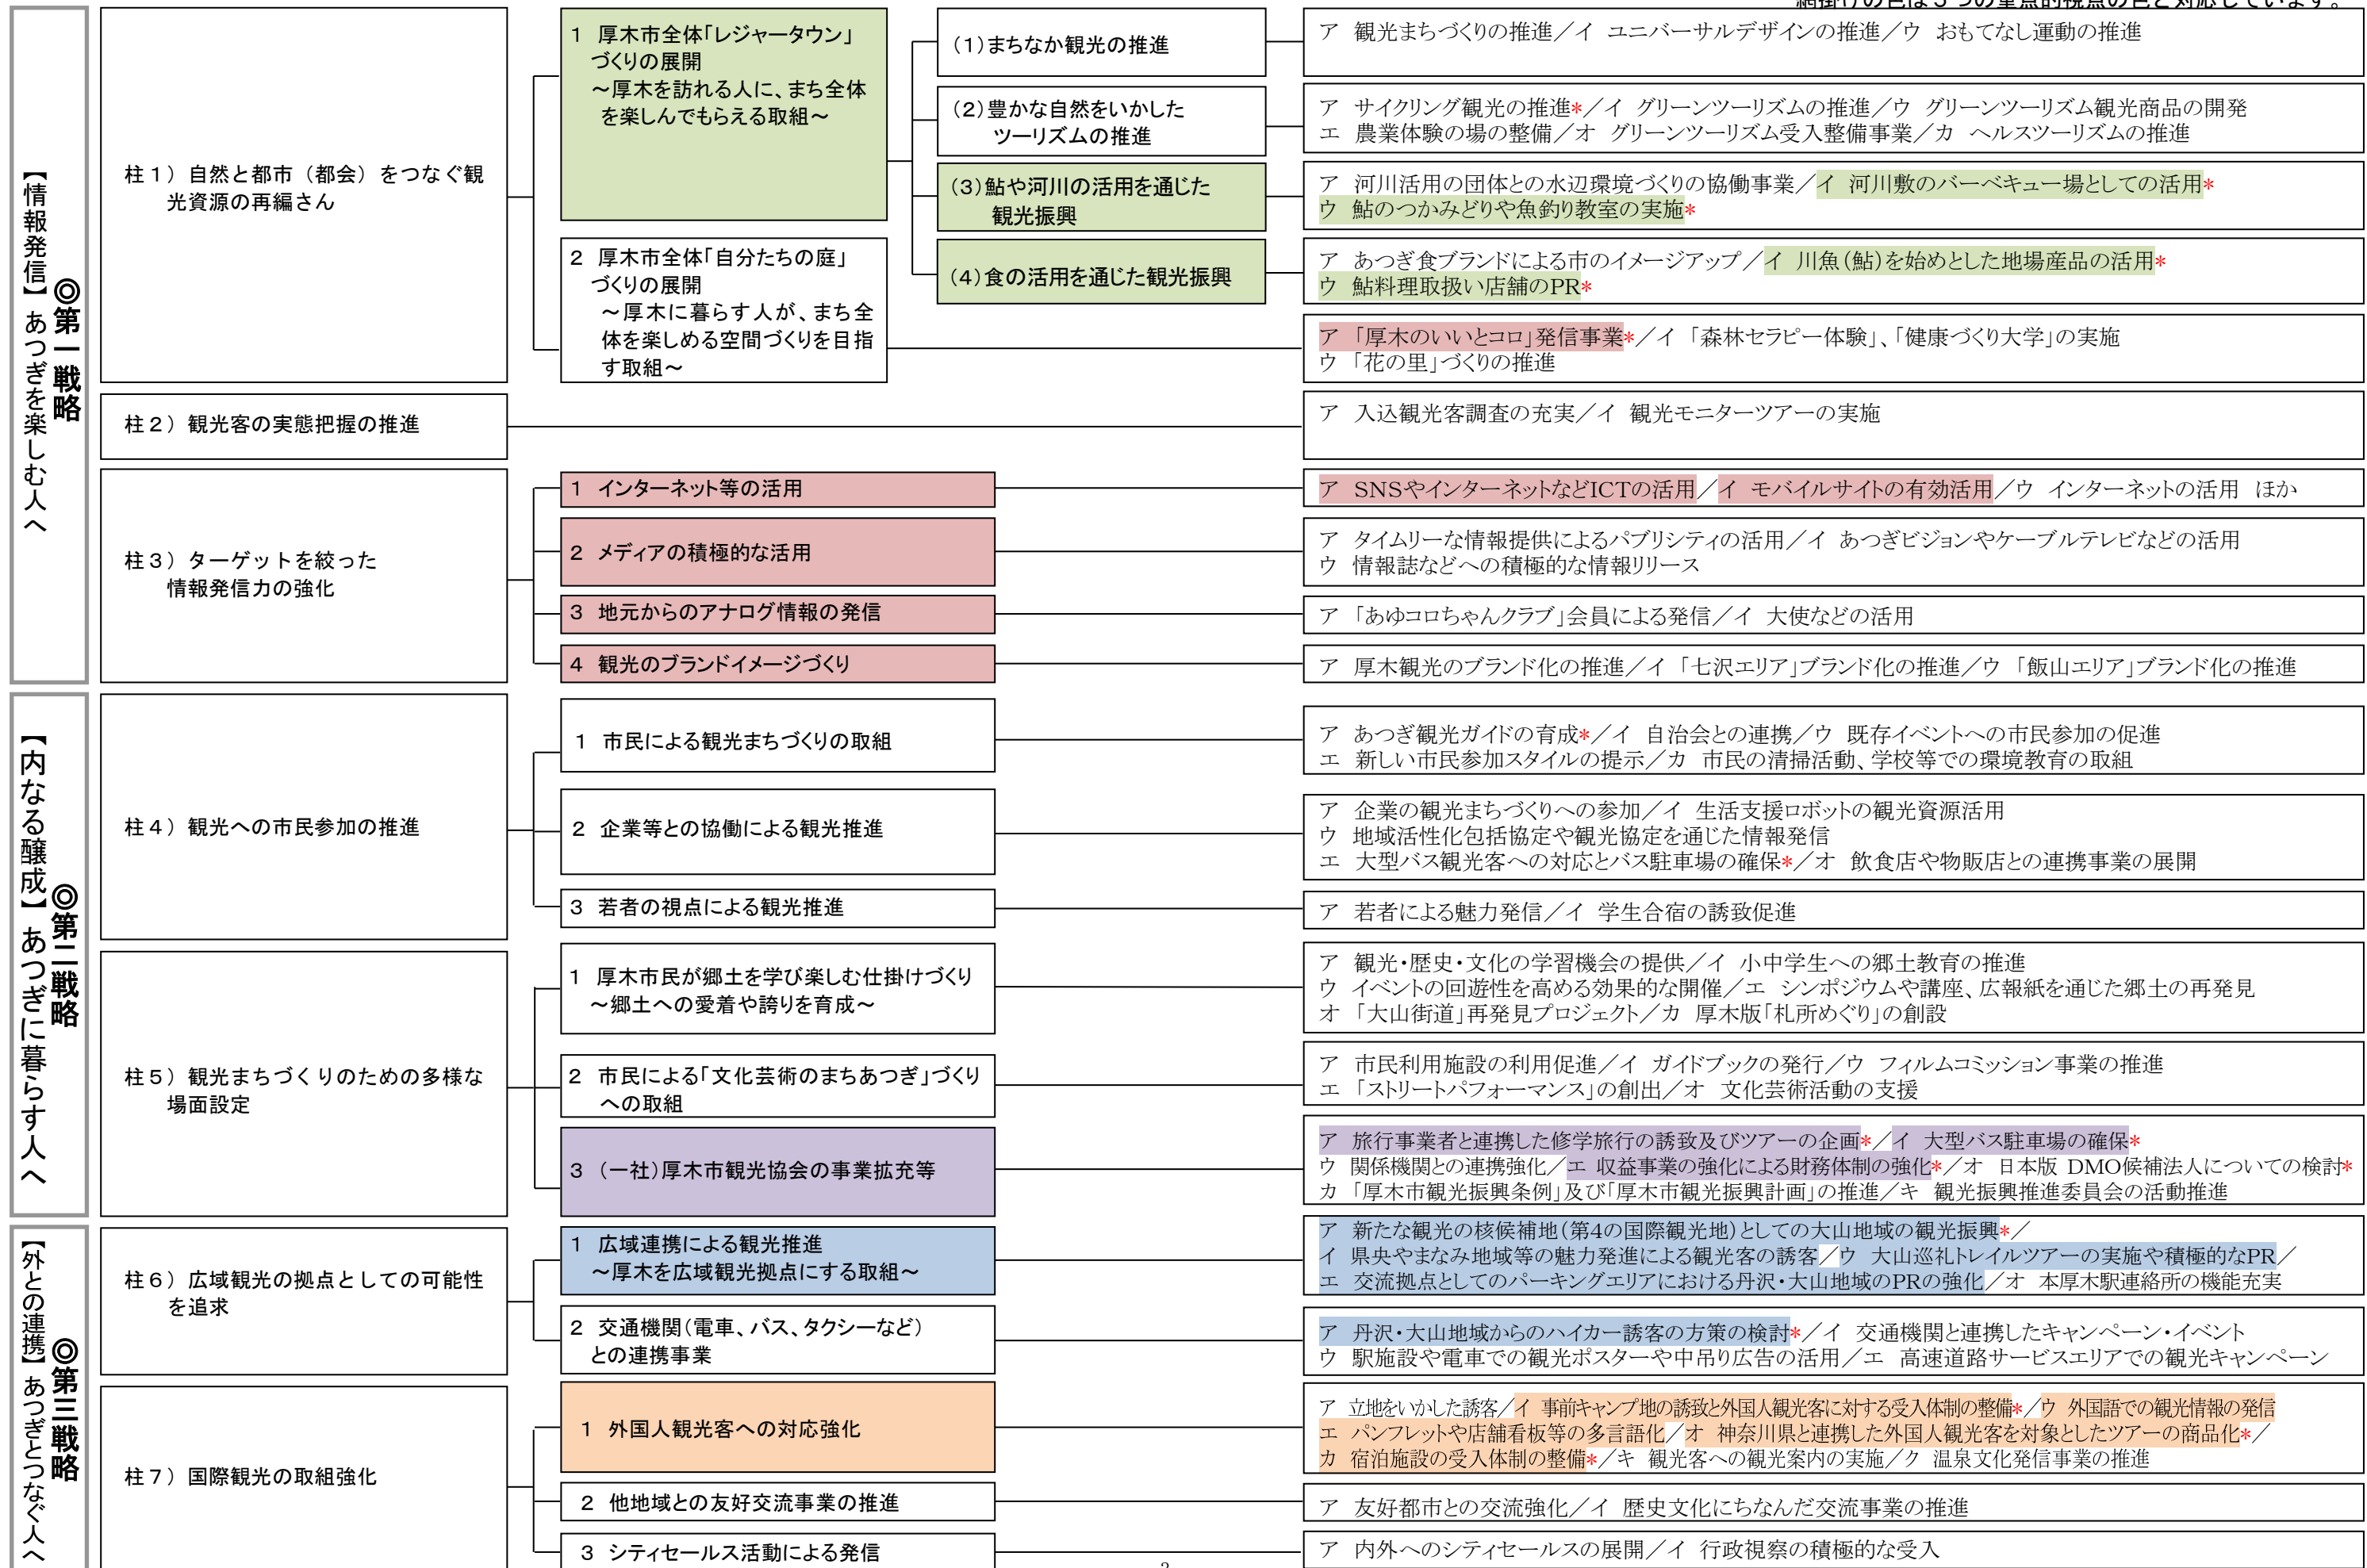 網掛けの色は5つの重点的視点の色と対応しています。
◎第一戦略
【情報発信】あつぎを楽しむ人へ
柱1）自然と都市（都会）をつなぐ観
光資源の再編さん
1 厚木市全体「レジャータウン」
づくりの展開
～厚木を訪れる人に、まち全体
を楽しんでもらえる取組～
(1)まちなか観光の推進
ア 観光まちづくりの推進／イ ユニバーサルデザインの推進／ウ おもてなし運動の推進
(2)豊かな自然をいかした
ツーリズムの推進
ア サイクリング観光の推進*／イ グリーンツーリズムの推進／ウ グリーンツーリズム観光商品の開発
エ 農業体験の場の整備／オ グリーンツーリズム受入整備事業／カ ヘルスツーリズムの推進
(3)鮎や河川の活用を通じた
観光振興
ア 河川活用の団体との水辺環境づくりの協働事業／イ 河川敷のバーベキュー場としての活用*
ウ 鮎のつかみどりや魚釣り教室の実施*
(4)食の活用を通じた観光振興
ア あつぎ食ブランドによる市のイメージアップ／イ 川魚(鮎)を始めとした地場産品の活用*
ウ 鮎料理取扱い店舗のPR*
2 厚木市全体「自分たちの庭」
づくりの展開
～厚木に暮らす人が、まち全
体を楽しめる空間づくりを目指
す取組～
ア 「厚木のいいとコロ」発信事業*／イ 「森林セラピー体験」、「健康づくり大学」の実施
ウ 「花の里」づくりの推進
柱2）観光客の実態把握の推進
ア 入込観光客調査の充実／イ 観光モニターツアーの実施
柱3）ターゲットを絞った
情報発信力の強化
1 インターネット等の活用
ア SNSやインターネットなどICTの活用／イ モバイルサイトの有効活用／ウ インターネットの活用 ほか
2 メディアの積極的な活用
ア タイムリーな情報提供によるパブリシティの活用／イ あつぎビジョンやケーブルテレビなどの活用
ウ 情報誌などへの積極的な情報リリース
3 地元からのアナログ情報の発信
ア 「あゆコロちゃんクラブ」会員による発信／イ 大使などの活用
4 観光のブランドイメージづくり
ア 厚木観光のブランド化の推進／イ 「七沢エリア」ブランド化の推進／ウ 「飯山エリア」ブランド化の推進
◎第二戦略
【内なる醸成】あつぎに暮らす人へ
柱4）観光への市民参加の推進
1 市民による観光まちづくりの取組
ア あつぎ観光ガイドの育成*／イ 自治会との連携／ウ 既存イベントへの市民参加の促進
エ 新しい市民参加スタイルの提示／カ 市民の清掃活動、学校等での環境教育の取組
2 企業等との協働による観光推進
ア 企業の観光まちづくりへの参加／イ 生活支援ロボットの観光資源活用
ウ 地域活性化包括協定や観光協定を通じた情報発信
エ 大型バス観光客への対応とバス駐車場の確保*／オ 飲食店や物販店との連携事業の展開
3 若者の視点による観光推進
ア 若者による魅力発信／イ 学生合宿の誘致促進
柱5）観光まちづくりのための多様な
場面設定
1 厚木市民が郷土を学び楽しむ仕掛けづくり
～郷土への愛着や誇りを育成～
ア 観光・歴史・文化の学習機会の提供／イ 小中学生への郷土教育の推進
ウ イベントの回遊性を高める効果的な開催／エ シンポジウムや講座、広報紙を通じた郷土の再発見
オ 「大山街道」再発見プロジェクト／カ 厚木版「札所めぐり」の創設
2 市民による「文化芸術のまちあつぎ」づくり
への取組
ア 市民利用施設の利用促進／イ ガイドブックの発行／ウ フィルムコミッション事業の推進
エ 「ストリートパフォーマンス」の創出／オ 文化芸術活動の支援
3 (一社)厚木市観光協会の事業拡充等
ア 旅行事業者と連携した修学旅行の誘致及びツアーの企画*／イ 大型バス駐車場の確保*
ウ 関係機関との連携強化／エ 収益事業の強化による財務体制の強化*／オ 日本版 DMO候補法人についての検討*
カ 「厚木市観光振興条例」及び「厚木市観光振興計画」の推進／キ 観光振興推進委員会の活動推進
◎第三戦略
【外との連携】あつぎとつなぐ人へ
柱6）広域観光の拠点としての可能性
を追求
1 広域連携による観光推進
～厚木を広域観光拠点にする取組～
ア 新たな観光の核候補地(第4の国際観光地)としての大山地域の観光振興*／
イ 県央やまなみ地域等の魅力発進による観光客の誘客／ウ 大山巡礼トレイルツアーの実施や積極的なPR／
エ 交流拠点としてのパーキングエリアにおける丹沢・大山地域のPRの強化／オ 本厚木駅連絡所の機能充実
2 交通機関(電車、バス、タクシーなど)
との連携事業
ア 丹沢・大山地域からのハイカー誘客の方策の検討*／イ 交通機関と連携したキャンペーン・イベント
ウ 駅施設や電車での観光ポスターや中吊り広告の活用／エ 高速道路サービスエリアでの観光キャンペーン
柱7）国際観光の取組強化
1 外国人観光客への対応強化
ア 立地をいかした誘客／イ 事前キャンプ地の誘致と外国人観光客に対する受入体制の整備*／ウ 外国語での観光情報の発信
エ パンフレットや店舗看板等の多言語化／オ 神奈川県と連携した外国人観光客を対象としたツアーの商品化*／
カ 宿泊施設の受入体制の整備*／キ 観光客への観光案内の実施／ク 温泉文化発信事業の推進
2 他地域との友好交流事業の推進
ア 友好都市との交流強化／イ 歴史文化にちなんだ交流事業の推進
3 シティセールス活動による発信
ア 内外へのシティセールスの展開／イ 行政視察の積極的な受入